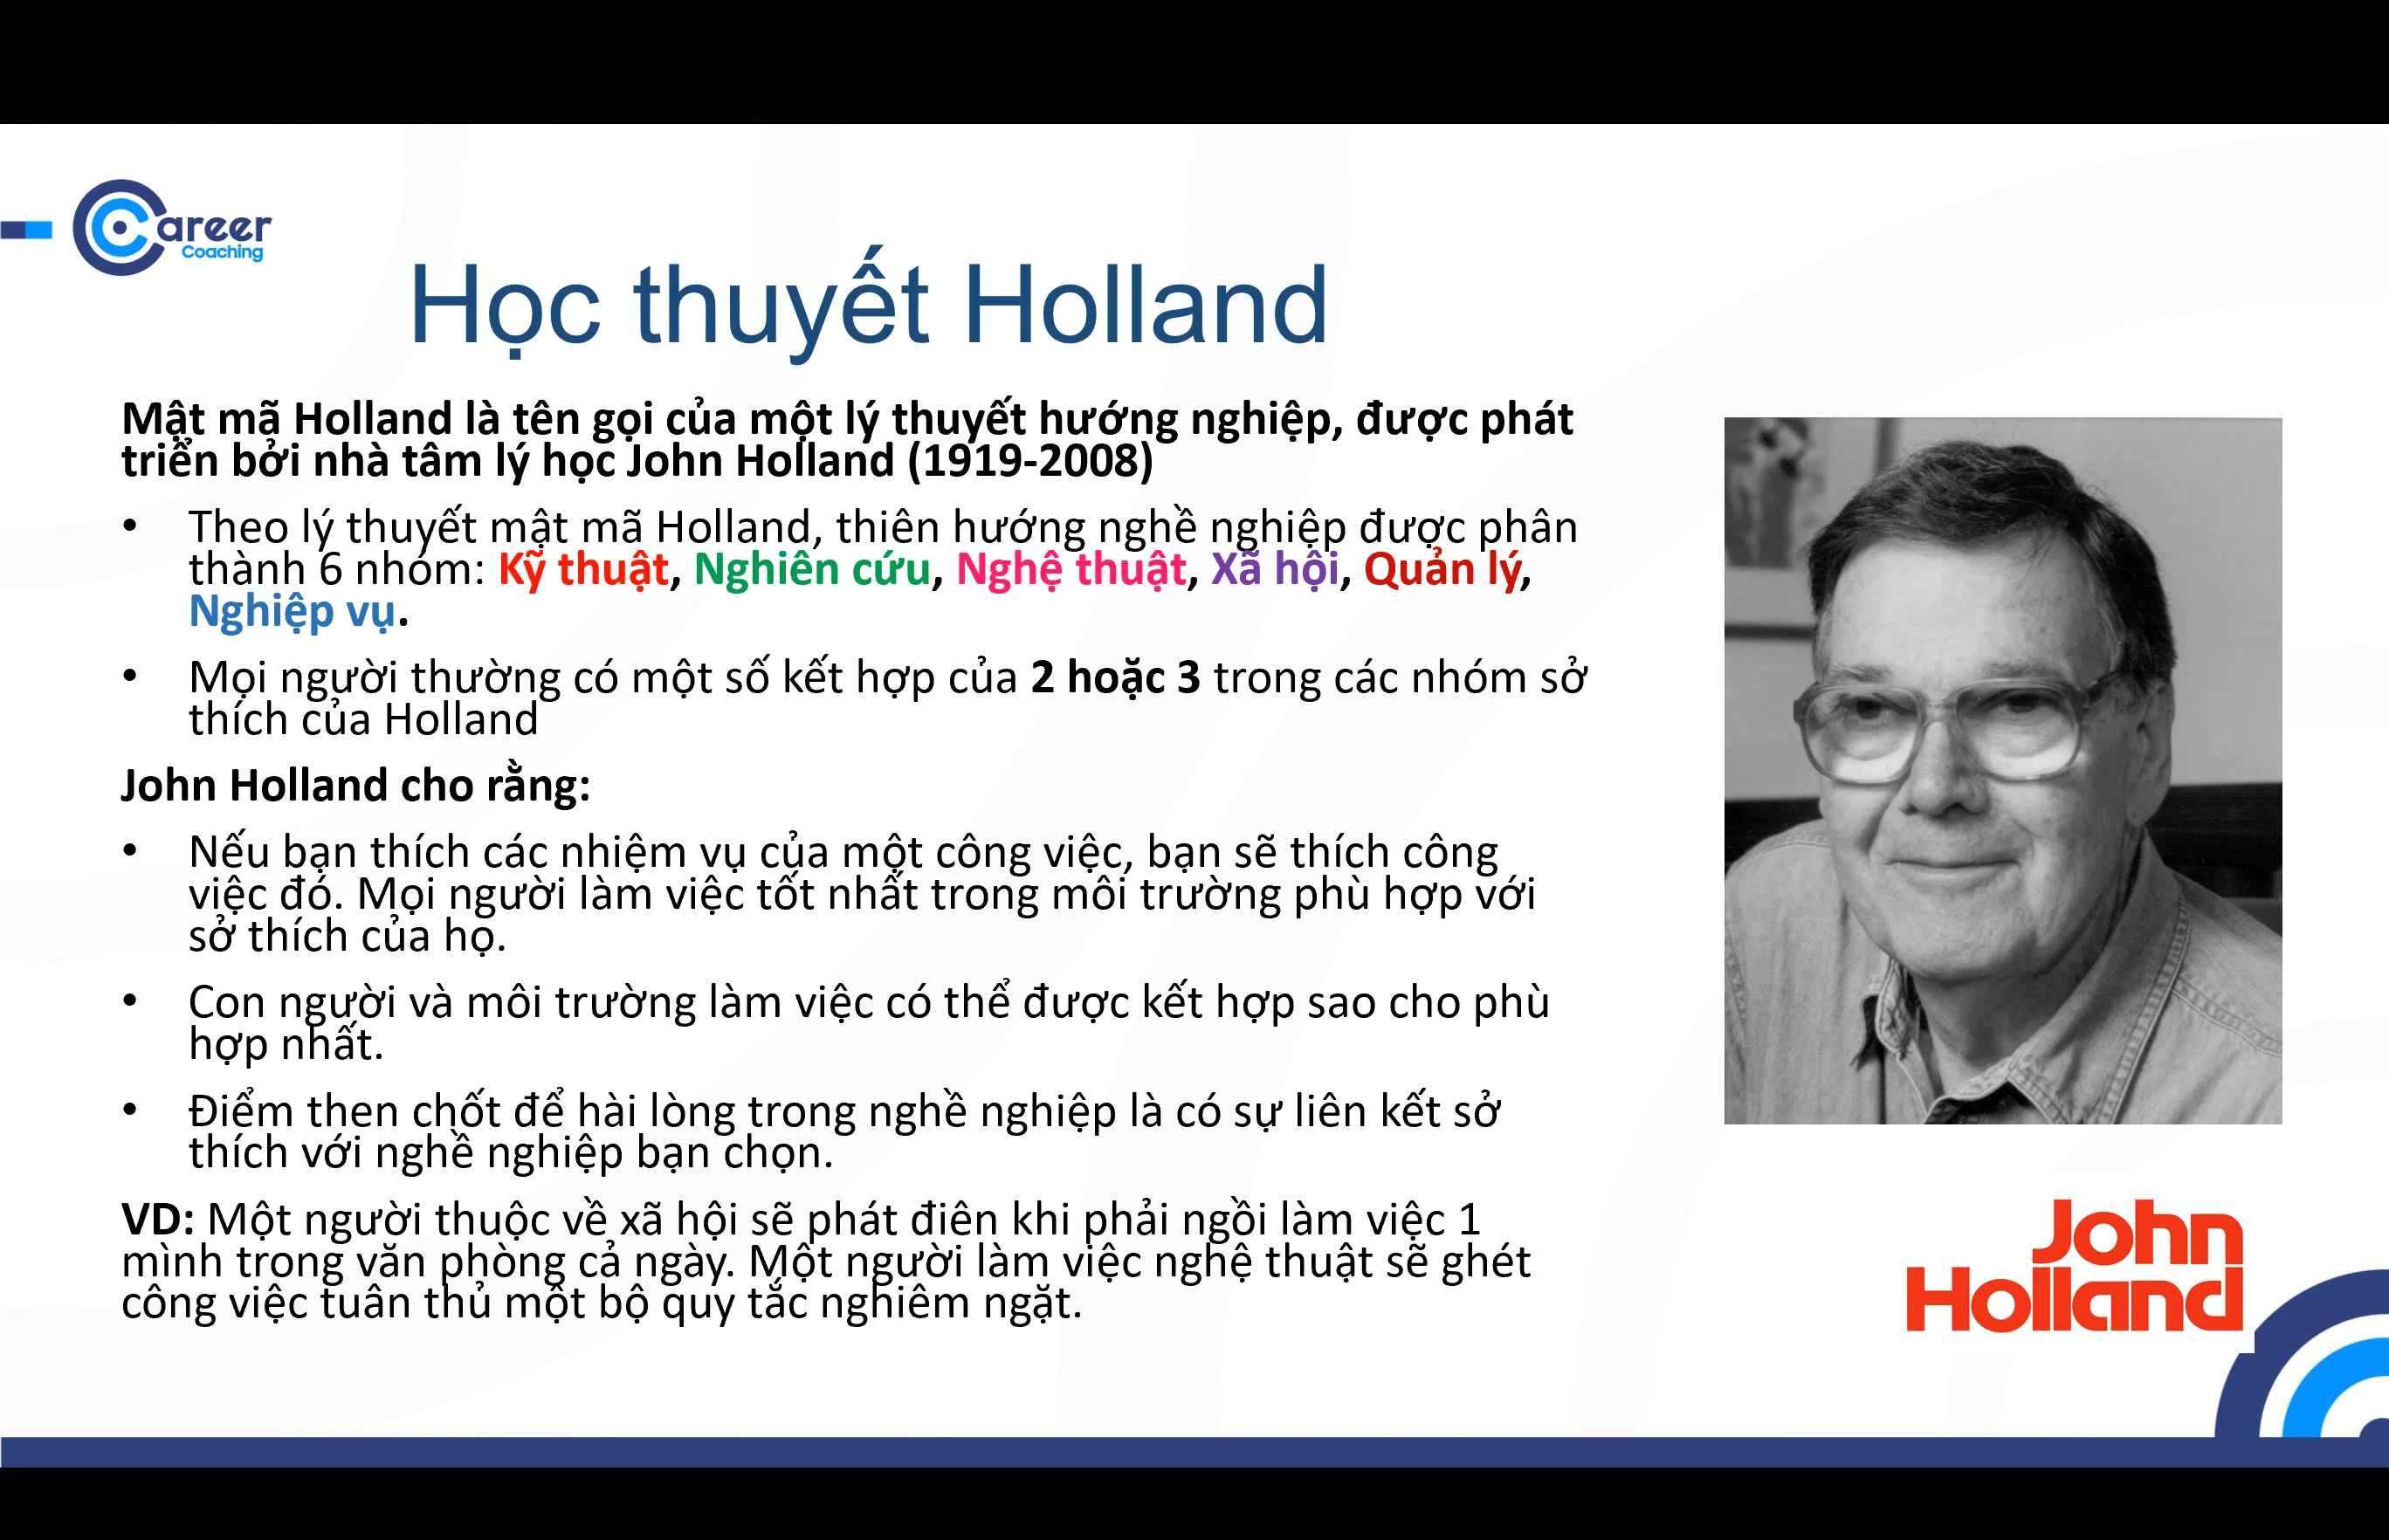 Career
Coaching
Học thuyết Holland
Mật mã Holland là tên gọi của một lý thuyết hướng nghiệp, được phát
triển bởi nhà tâm lý học John Holland (1919-2008)
• Theo lý thuyết mật mã Holland, thiên hướng nghề nghiệp được phân
thành 6 nhóm: Kỹ thuật, Nghiên cứu, Nghệ thuật, Xã hội, Quản lý,
Nghiệp vụ.
• Mọi người thường có một số kết hợp của 2 hoặc 3 trong các nhóm sở
thích của Holland
John Holland cho rằng:
• Nếu bạn thích các nhiệm vụ của một công việc, bạn sẽ thích công
việc đó. Mọi người làm việc tốt nhất trong môi trường phù hợp với
sở thích của họ.
• Con người và môi trường làm việc có thể được kết hợp sao cho phù
hợp nhất.
• Điểm then chốt để hài lòng trong nghề nghiệp là có sự liên kết sở
thích với nghề nghiệp bạn chọn.
VD: Một người thuộc về xã hội sẽ phát điên khi phải ngồi làm việc 1
mình trong văn phòng cả ngày. Một người làm việc nghệ thuật sẽ ghét
công việc tuân thủ một bộ quy tắc nghiêm ngặt.
John
Holland